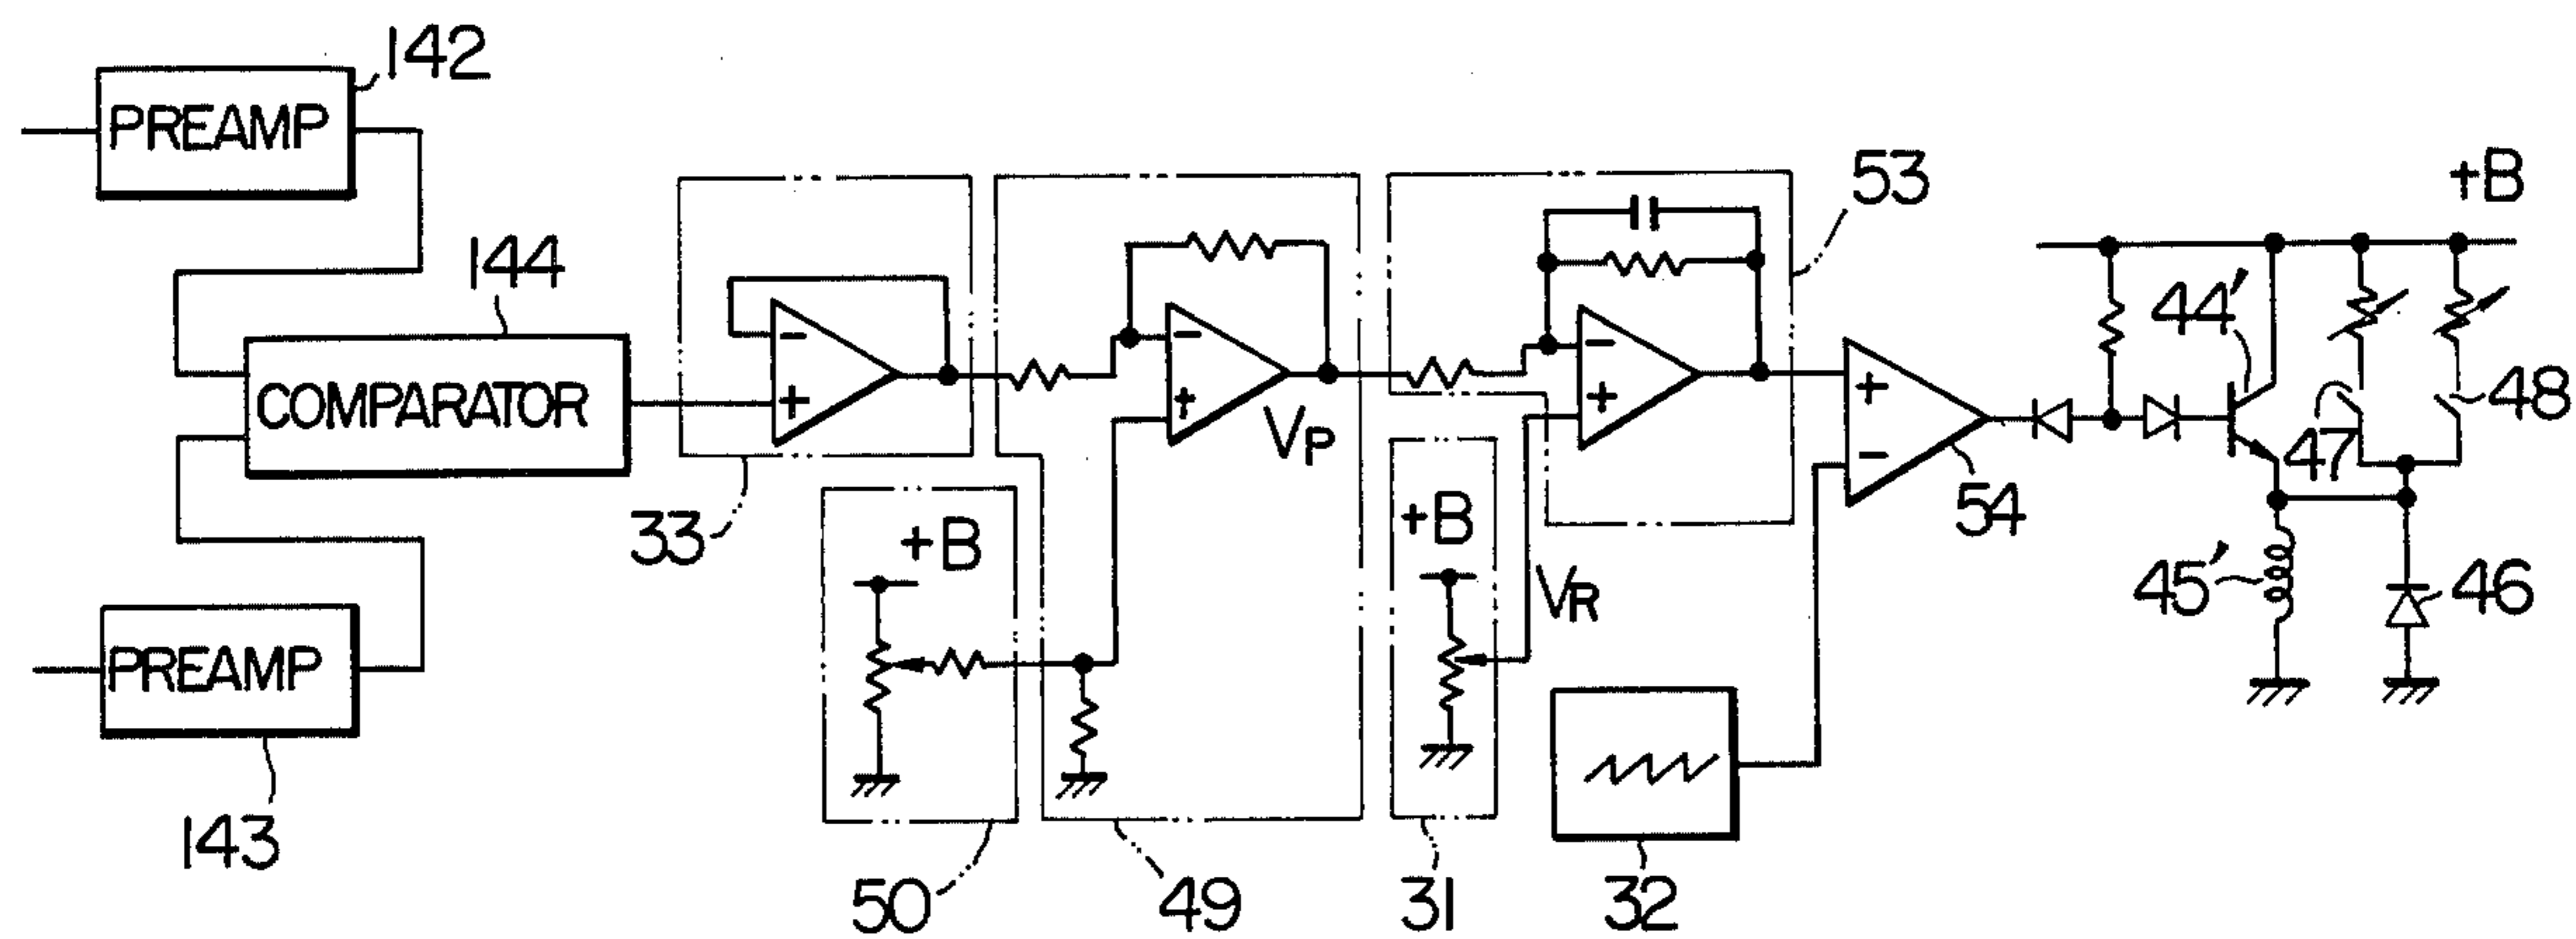 142
PREAMP
144
COMPARATOR
PREAMP
143
33
−
+
50
+B
49
−
+
VP
53
−
+
31
+B
VR
32
+
−
54
+B
44'
47
48
45'
46